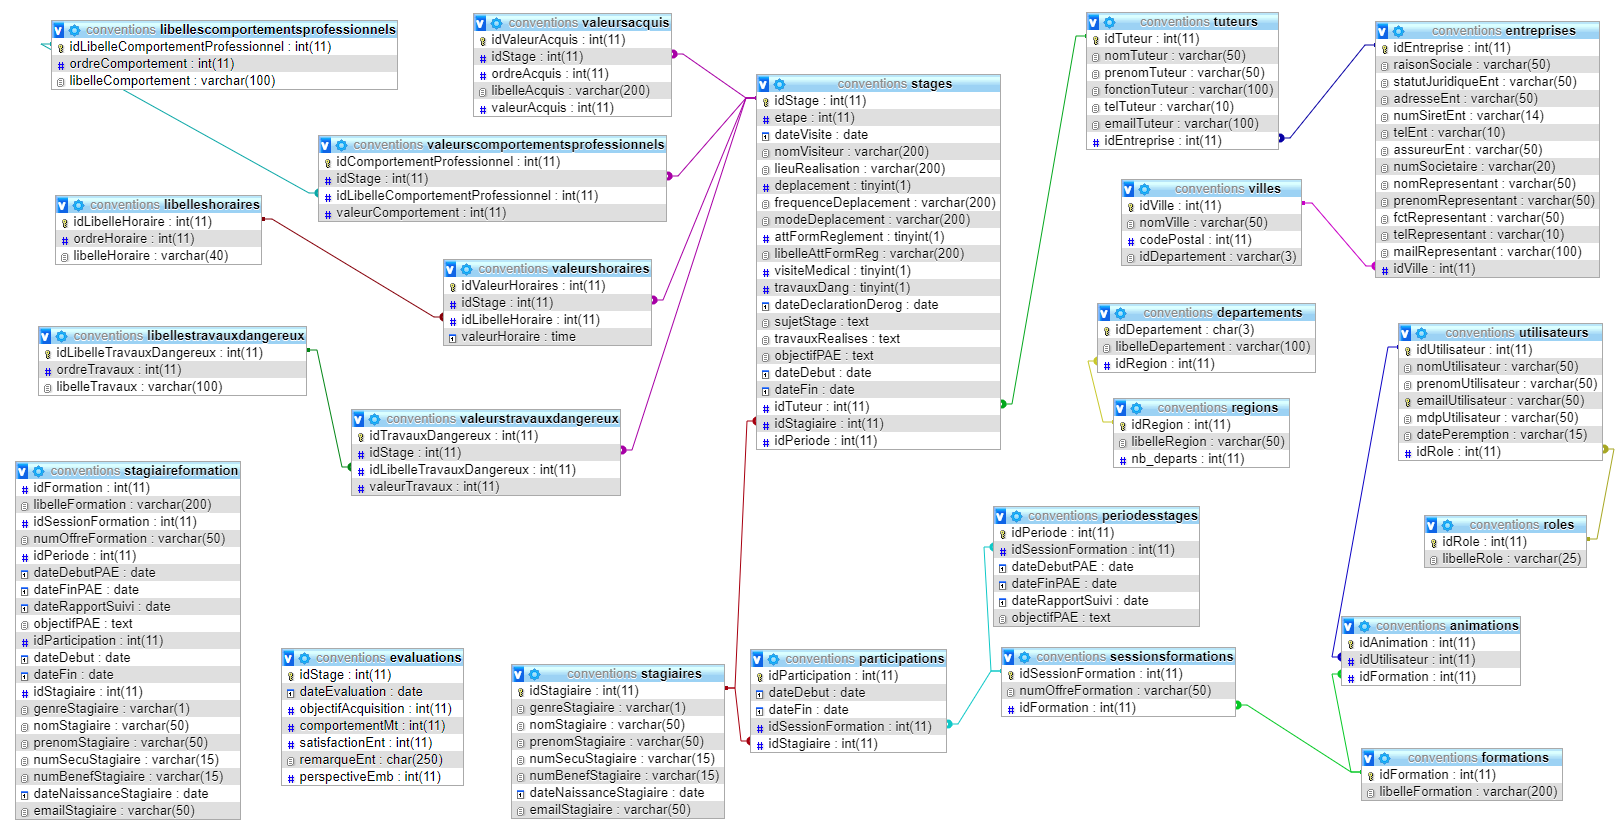 conventions libellescomportementsprofessionnels
idLibelleComportementProfessionnel : int(11)
ordreComportement : int(11)
libelleComportement : varchar(100)
conventions valeursacquis
idValeurAcquis : int(11)
idStage : int(11)
ordreAcquis : int(11)
libelleAcquis : varchar(200)
valeurAcquis : int(11)
conventions stages
idStage : int(11)
etape : int(11)
dateVisite : date
nomVisiteur : varchar(200)
lieuRealisation : varchar(200)
deplacement : tinyint(1)
frequenceDeplacement : varchar(200)
modeDeplacement : varchar(200)
attFormReglement : tinyint(1)
libelleAttFormReg : varchar(200)
visiteMedical : tinyint(1)
travauxDang : tinyint(1)
dateDeclarationDerog : date
sujetStage : text
travauxRealises : text
objectifPAE : text
dateDebut : date
dateFin : date
idTuteur : int(11)
idStagiaire : int(11)
idPeriode : int(11)
conventions tuteurs
idTuteur : int(11)
nomTuteur : varchar(50)
prenomTuteur : varchar(50)
fonctionTuteur : varchar(100)
telTuteur : varchar(10)
emailTuteur : varchar(100)
idEntreprise : int(11)
conventions entreprises
idEntreprise : int(11)
raisonSociale : varchar(50)
statutJuridiqueEnt : varchar(50)
adresseEnt : varchar(50)
numSiretEnt : varchar(14)
telEnt : varchar(10)
assureurEnt : varchar(50)
numSocietaire : varchar(20)
nomRepresentant : varchar(50)
prenomRepresentant : varchar(50)
fctRepresentant : varchar(50)
telRepresentant : varchar(10)
mailRepresentant : varchar(100)
idVille : int(11)
conventions valeurscomportementsprofessionnels
idComportementProfessionnel : int(11)
idStage : int(11)
idLibelleComportementProfessionnel : int(11)
valeurComportement : int(11)
conventions libelleshoraires
idLibelleHoraire : int(11)
ordreHoraire : int(11)
libelleHoraire : varchar(40)
conventions valeurshoraires
idValeurHoraires : int(11)
idStage : int(11)
idLibelleHoraire : int(11)
valeurHoraire : time
conventions villes
idVille : int(11)
nomVille : varchar(50)
codePostal : int(11)
idDepartement : varchar(3)
conventions departements
idDepartement : char(3)
libelleDepartement : varchar(100)
idRegion : int(11)
conventions regions
idRegion : int(11)
libelleRegion : varchar(50)
nb_departs : int(11)
conventions utilisateurs
idUtilisateur : int(11)
nomUtilisateur : varchar(50)
prenomUtilisateur : varchar(50)
emailUtilisateur : varchar(50)
mdpUtilisateur : varchar(50)
datePeremption : varchar(15)
idRole : int(11)
conventions libellestravauxdangereux
idLibelleTravauxDangereux : int(11)
ordreTravaux : int(11)
libelleTravaux : varchar(100)
conventions valeurstravauxdangereux
idTravauxDangereux : int(11)
idStage : int(11)
idLibelleTravauxDangereux : int(11)
valeurTravaux : int(11)
conventions stagiaireformation
idFormation : int(11)
libelleFormation : varchar(200)
idSessionFormation : int(11)
numOffreFormation : varchar(50)
idPeriode : int(11)
dateDebutPAE : date
dateFinPAE : date
dateRapportSuivi : date
objectifPAE : text
idParticipation : int(11)
dateDebut : date
dateFin : date
idStagiaire : int(11)
genreStagiaire : varchar(1)
nomStagiaire : varchar(50)
prenomStagiaire : varchar(50)
numSecuStagiaire : varchar(15)
numBenefStagiaire : varchar(15)
dateNaissanceStagiaire : date
emailStagiaire : varchar(50)
conventions periodesstages
idPeriode : int(11)
idSessionFormation : int(11)
dateDebutPAE : date
dateFinPAE : date
dateRapportSuivi : date
objectifPAE : text
conventions roles
idRole : int(11)
libelleRole : varchar(25)
conventions evaluations
idStage : int(11)
dateEvaluation : date
objectifAcquisition : int(11)
comportementMt : int(11)
satisfactionEnt : int(11)
remarqueEnt : char(250)
perspectiveEmb : int(11)
conventions stagiaires
idStagiaire : int(11)
genreStagiaire : varchar(1)
nomStagiaire : varchar(50)
prenomStagiaire : varchar(50)
numSecuStagiaire : varchar(15)
numBenefStagiaire : varchar(15)
dateNaissanceStagiaire : date
emailStagiaire : varchar(50)
conventions participations
idParticipation : int(11)
dateDebut : date
dateFin : date
idSessionFormation : int(11)
idStagiaire : int(11)
conventions sessionsformations
idSessionFormation : int(11)
numOffreFormation : varchar(50)
idFormation : int(11)
conventions animations
idAnimation : int(11)
idUtilisateur : int(11)
idFormation : int(11)
conventions formations
idFormation : int(11)
libelleFormation : varchar(200)